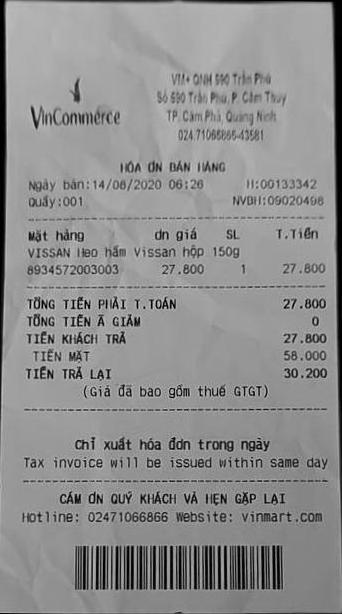 VinCommerce
VM+ QNH 590 Trần Phú
Số 590 Trần Phú, P. Cẩm Thủy
TP. Cẩm Phả, Quảng Ninh
024.71066866-43581
HÓA ƠN BÁN HÀNG
Ngày bán:14/08/2020 06:26 H:00133342
Quầy:001 NVBH:09020498
Mặt hàng ơn giá SL T.Tiền
VISSAN Heo hầm Vissan hộp 150g
8934572003003 27.800 1 27.800
TỔNG TIỀN PHẢI T.TOÁN 27.800
TỔNG TIỀN Ã GIẢM 0
TIỀN KHÁCH TRẢ 27.800
TIỀN MẶT 58.000
TIỀN TRẢ LẠI 30.200
(Giá đã bao gồm thuế GTGT)
Chỉ xuất hóa đơn trong ngày
Tax invoice will be issued within same day
CÁM ƠN QUÝ KHÁCH VÀ HẸN GẶP LẠI
Hotline: 02471066866 Website: vinmart.com